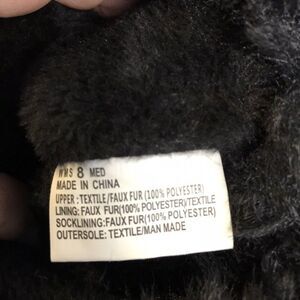 WMS 8 MED
MADE IN CHINA
UPPER : TEXTILE/FAUX FUR (100% POLYESTER)
LINING: FAUX FUR(100% POLYESTER)/TEXTILE
SOCKLINING: FAUX FUR(100% POLYESTER)
OUTERSOLE: TEXTILE/MAN MADE